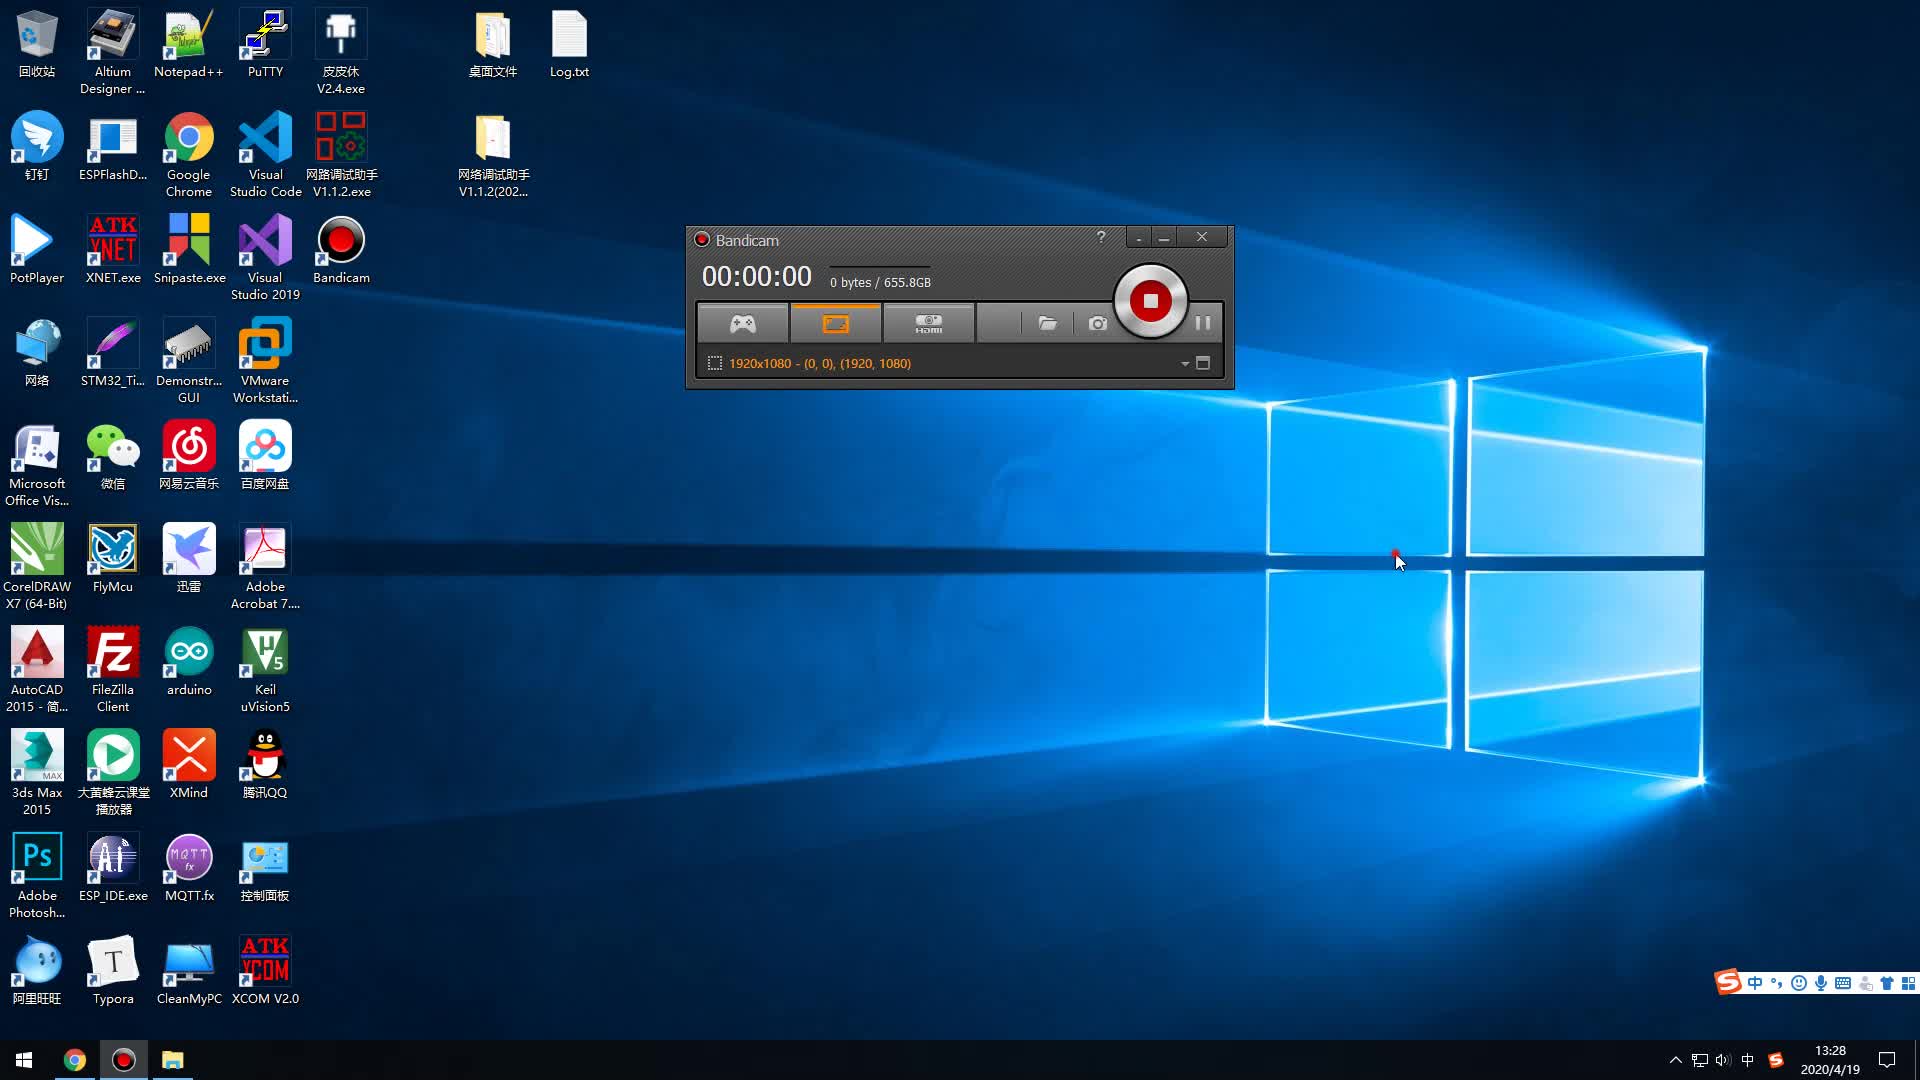 回收站
Altium
Designer ...
Notepad++
PuTTY
皮皮休
V2.4.exe
桌面文件
Log.txt
钉钉
ESPFlashD...
Google
Chrome
Visual
Studio Code
网路调试助手
V1.1.2.exe
网络调试助手
V1.1.2(202...
PotPlayer
ATK
XNET
XNET.exe
Snipaste.exe
Visual
Studio 2019
Bandicam
Bandicam
?
00:00:00
0 bytes / 655.8GB
HDMI
1920x1080 - (0, 0), (1920, 1080)
网络
STM32_Ti...
Demonstr...
GUI
VMware
Workstati...
Microsoft
Office Vis...
微信
网易云音乐
百度网盘
CorelDRAW
X7 (64-Bit)
FlyMcu
迅雷
Adobe
Acrobat 7....
AutoCAD
2015 - 简...
Fz
FileZilla
Client
arduino
μV5
Keil
uVision5
MAX
3ds Max
2015
大黄蜂云课堂
播放器
XMind
腾讯QQ
Ps
Adobe
Photosh...
A.i
ESP_IDE.exe
MQTT
fx
MQTT.fx
控制面板
阿里旺旺
T
Typora
CleanMyPC
ATK
XCOM
XCOM V2.0
S 中
中 S
13:28
2020/4/19